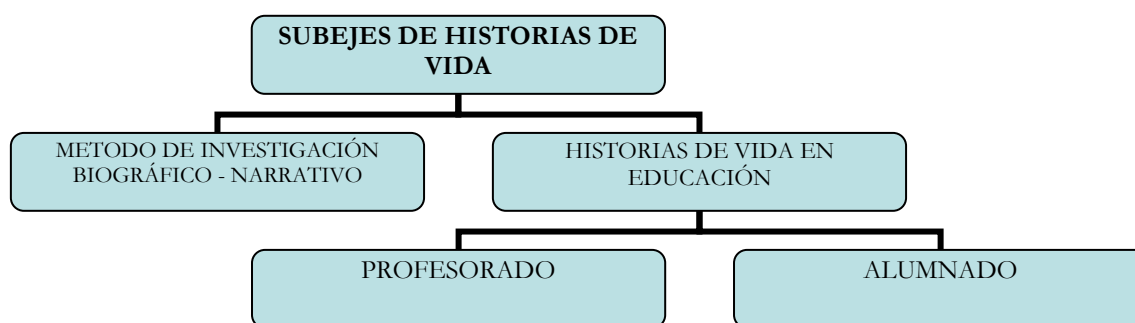 SUBEJES DE HISTORIAS DE
VIDA
METODO DE INVESTIGACIÓN
BIOGRÁFICO - NARRATIVO
HISTORIAS DE VIDA EN
EDUCACIÓN
PROFESORADO
ALUMNADO